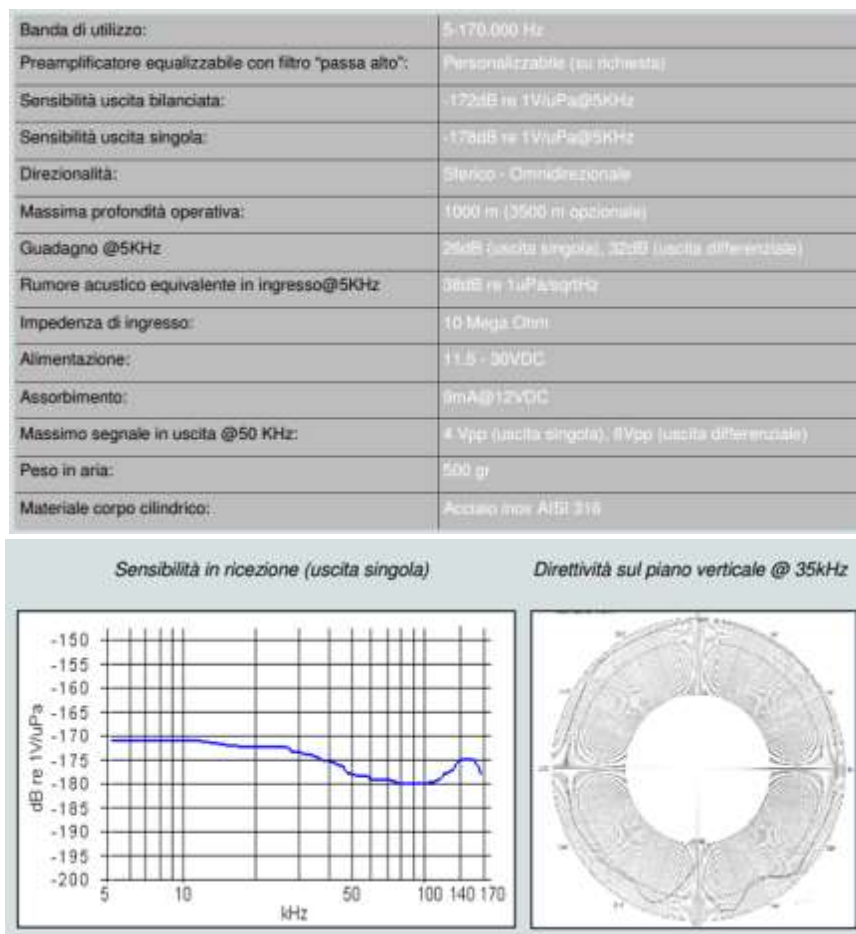 Banda di utilizzo: 5-170.000 Hz
Preamplificatore equalizzabile con filtro "passa alto": Personalizzabile (su richiesta)
Sensibilità uscita bilanciata: -172dB re 1V/uPa@5KHz
Sensibilità uscita singola: -178dB re 1V/uPa@5KHz
Direzionalità: Sferico - Omnidirezionale
Massima profondità operativa: 1000 m (3500 m opzionale)
Guadagno @5KHz 26dB (uscita singola), 32dB (uscita differenziale)
Rumore acustico equivalente in ingresso@5KHz 38dB re 1uPa/sqrtHz
Impedenza di ingresso: 10 Mega Ohm
Alimentazione: 11.5 - 30VDC
Assorbimento: 9mA@12VDC
Massimo segnale in uscita @50 KHz: 4 Vpp (uscita singola), 8Vpp (uscita differenziale)
Peso in aria: 500 gr
Materiale corpo cilindrico: Acciaio inox AISI 316
Sensibilità in ricezione (uscita singola)
Direttività sul piano verticale @ 35kHz
dB re 1V/uPa
-150
-155
-160
-165
-170
-175
-180
-185
-190
-195
-200
5 10 50 100 140 170
kHz